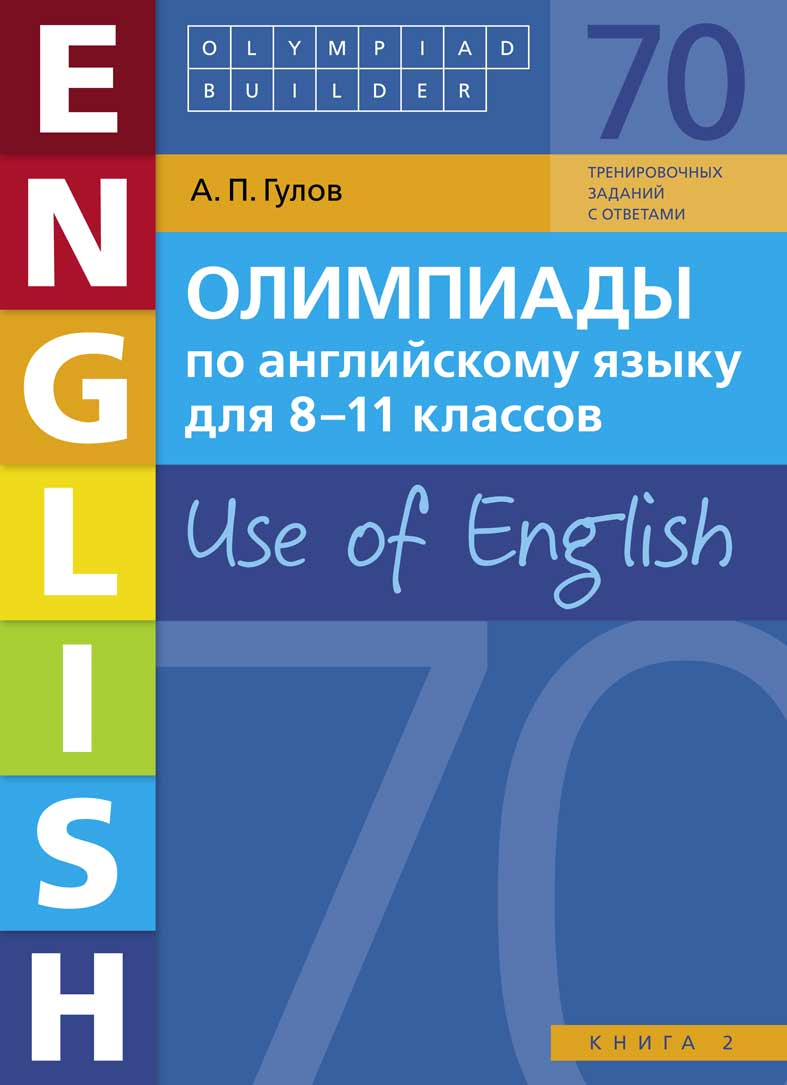 ENGLISH
OLYMPIAD
BUILDER
70
ТРЕНИРОВОЧНЫХ
ЗАДАНИЙ
С ОТВЕТАМИ
А. П. Гулов
ОЛИМПИАДЫ
по английскому языку
для 8–11 классов
Use of English
70
КНИГА 2